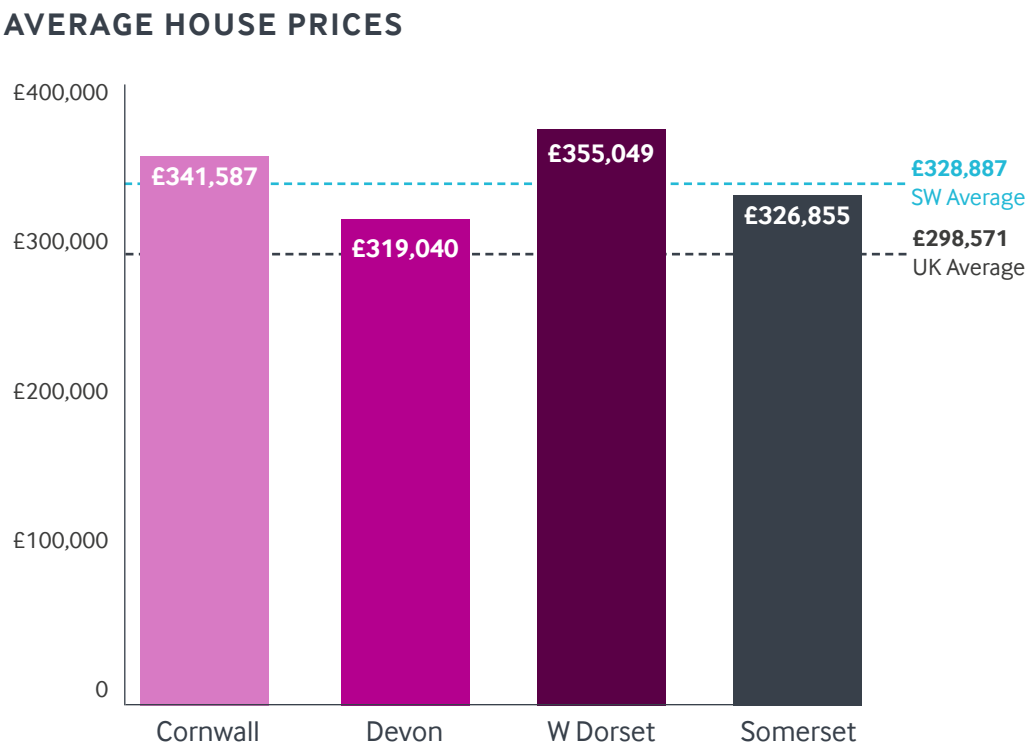 AVERAGE HOUSE PRICES
£400,000
£300,000
£200,000
£100,000
0
£341,587
£319,040
£355,049
£326,855
£328,887
SW Average
£298,571
UK Average
Cornwall
Devon
W Dorset
Somerset